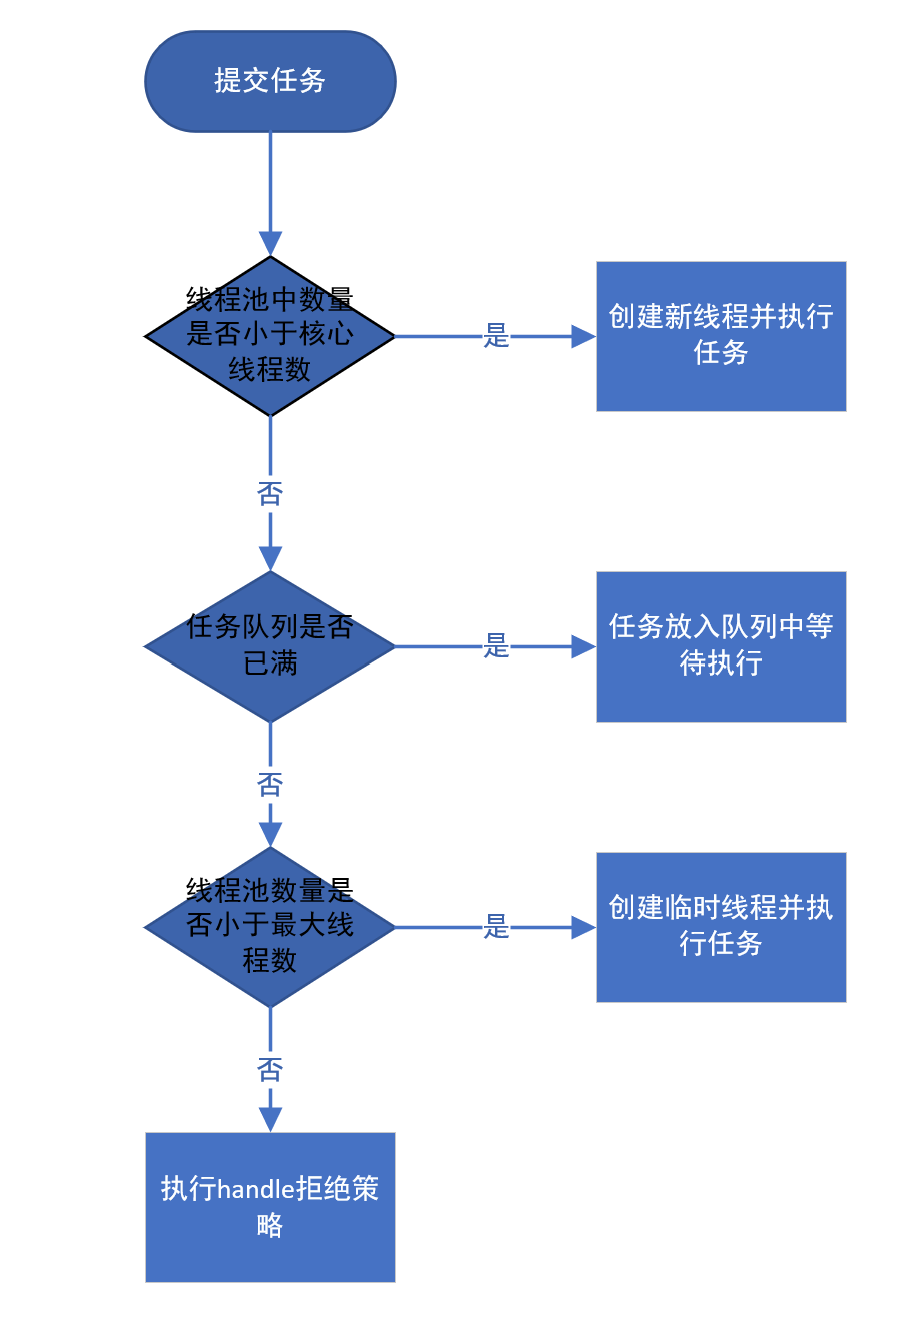 提交任务
线程池中数量
是否小于核心
线程数
是
创建新线程并执行
任务
否
任务队列是否
已满
是
任务放入队列中等
待执行
否
线程池数量是
否小于最大线
程数
是
创建临时线程并执
行任务
否
执行handle拒绝策
略